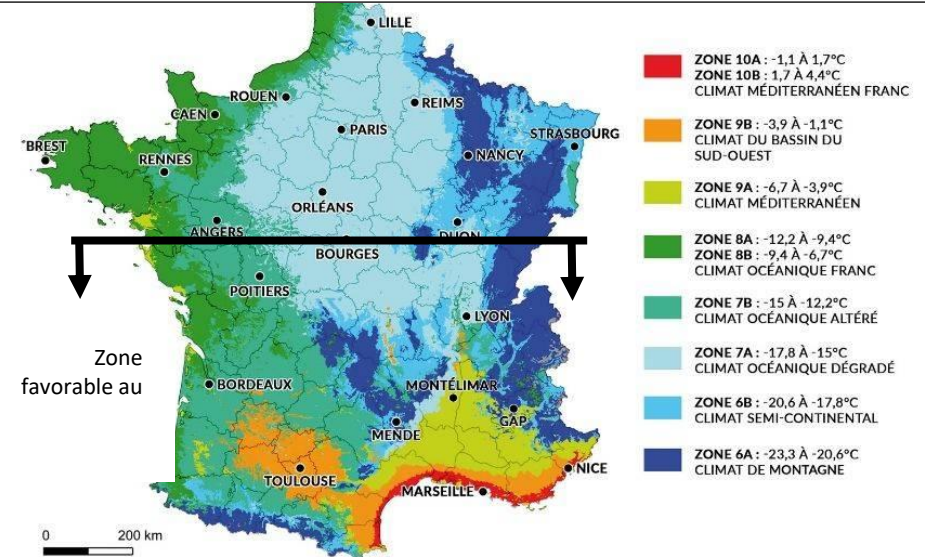 LILLE
ROUEN
REIMS
CAEN
PARIS
STRASBOURG
BREST
NANCY
RENNES
ORLÉANS
ANGERS
DIJON
BOURGES
POITIERS
LYON
Zone
favorable au
BORDEAUX
MONTÉLIMAR
GAP
MENDE
TOULOUSE
NICE
MARSEILLE
0 200 km
ZONE 10A : -1,1 À 1,7°C
ZONE 10B : 1,7 À 4,4°C
CLIMAT MÉDITERRANÉEN FRANC
ZONE 9B : -3,9 À -1,1°C
CLIMAT DU BASSIN DU
SUD-OUEST
ZONE 9A : -6,7 À -3,9°C
CLIMAT MÉDITERRANÉEN
ZONE 8A : -12,2 À -9,4°C
ZONE 8B : -9,4 À -6,7°C
CLIMAT OCÉANIQUE FRANC
ZONE 7B : -15 À -12,2°C
CLIMAT OCÉANIQUE ALTÉRÉ
ZONE 7A : -17,8 À -15°C
CLIMAT OCÉANIQUE DÉGRADÉ
ZONE 6B : -20,6 À -17,8°C
CLIMAT SEMI-CONTINENTAL
ZONE 6A : -23,3 À -20,6°C
CLIMAT DE MONTAGNE